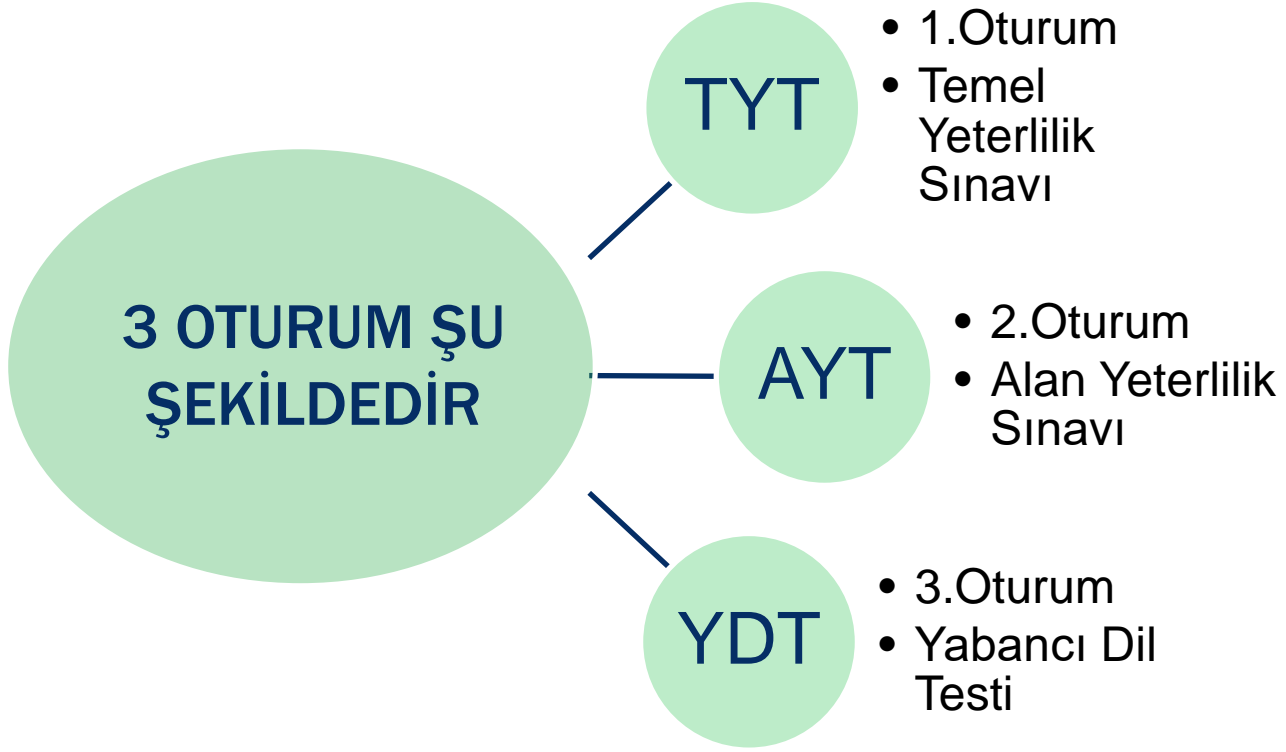 3 OTURUM ŞU
ŞEKİLDEDİR
TYT
• 1.Oturum
• Temel
Yeterlilik
Sınavı
AYT
• 2.Oturum
• Alan Yeterlilik
Sınavı
YDT
• 3.Oturum
• Yabancı Dil
Testi